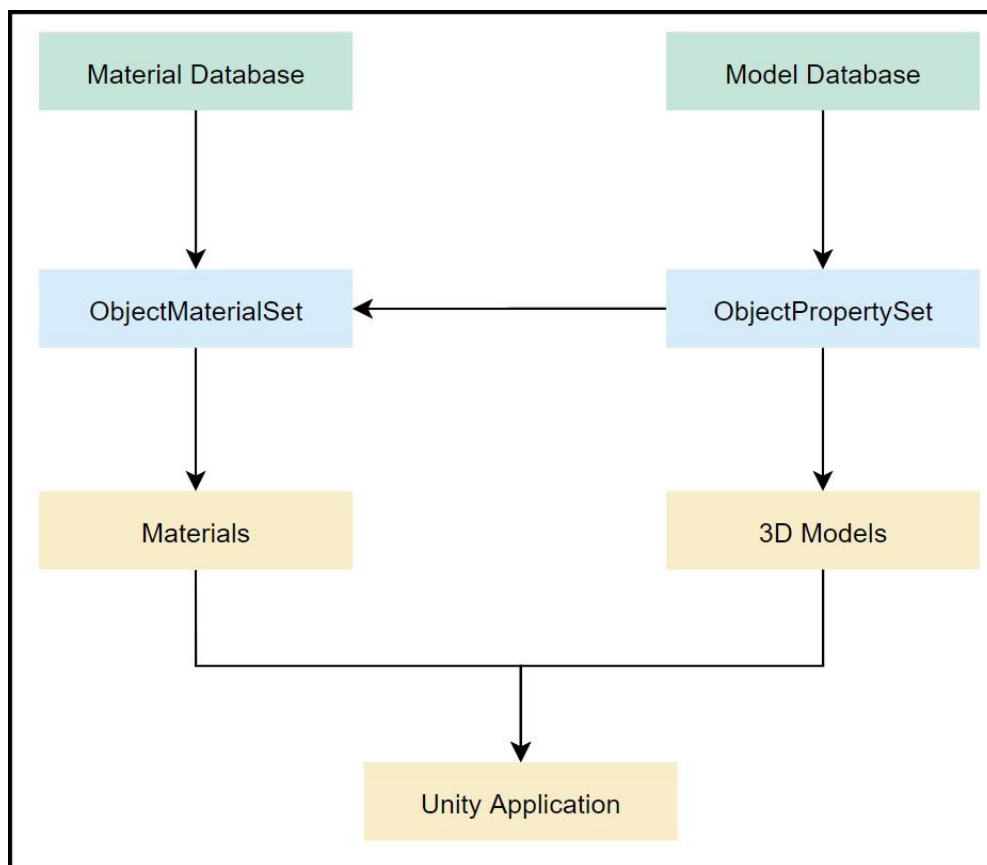 Material Database
Model Database
ObjectMaterialSet
ObjectPropertySet
Materials
3D Models
Unity Application